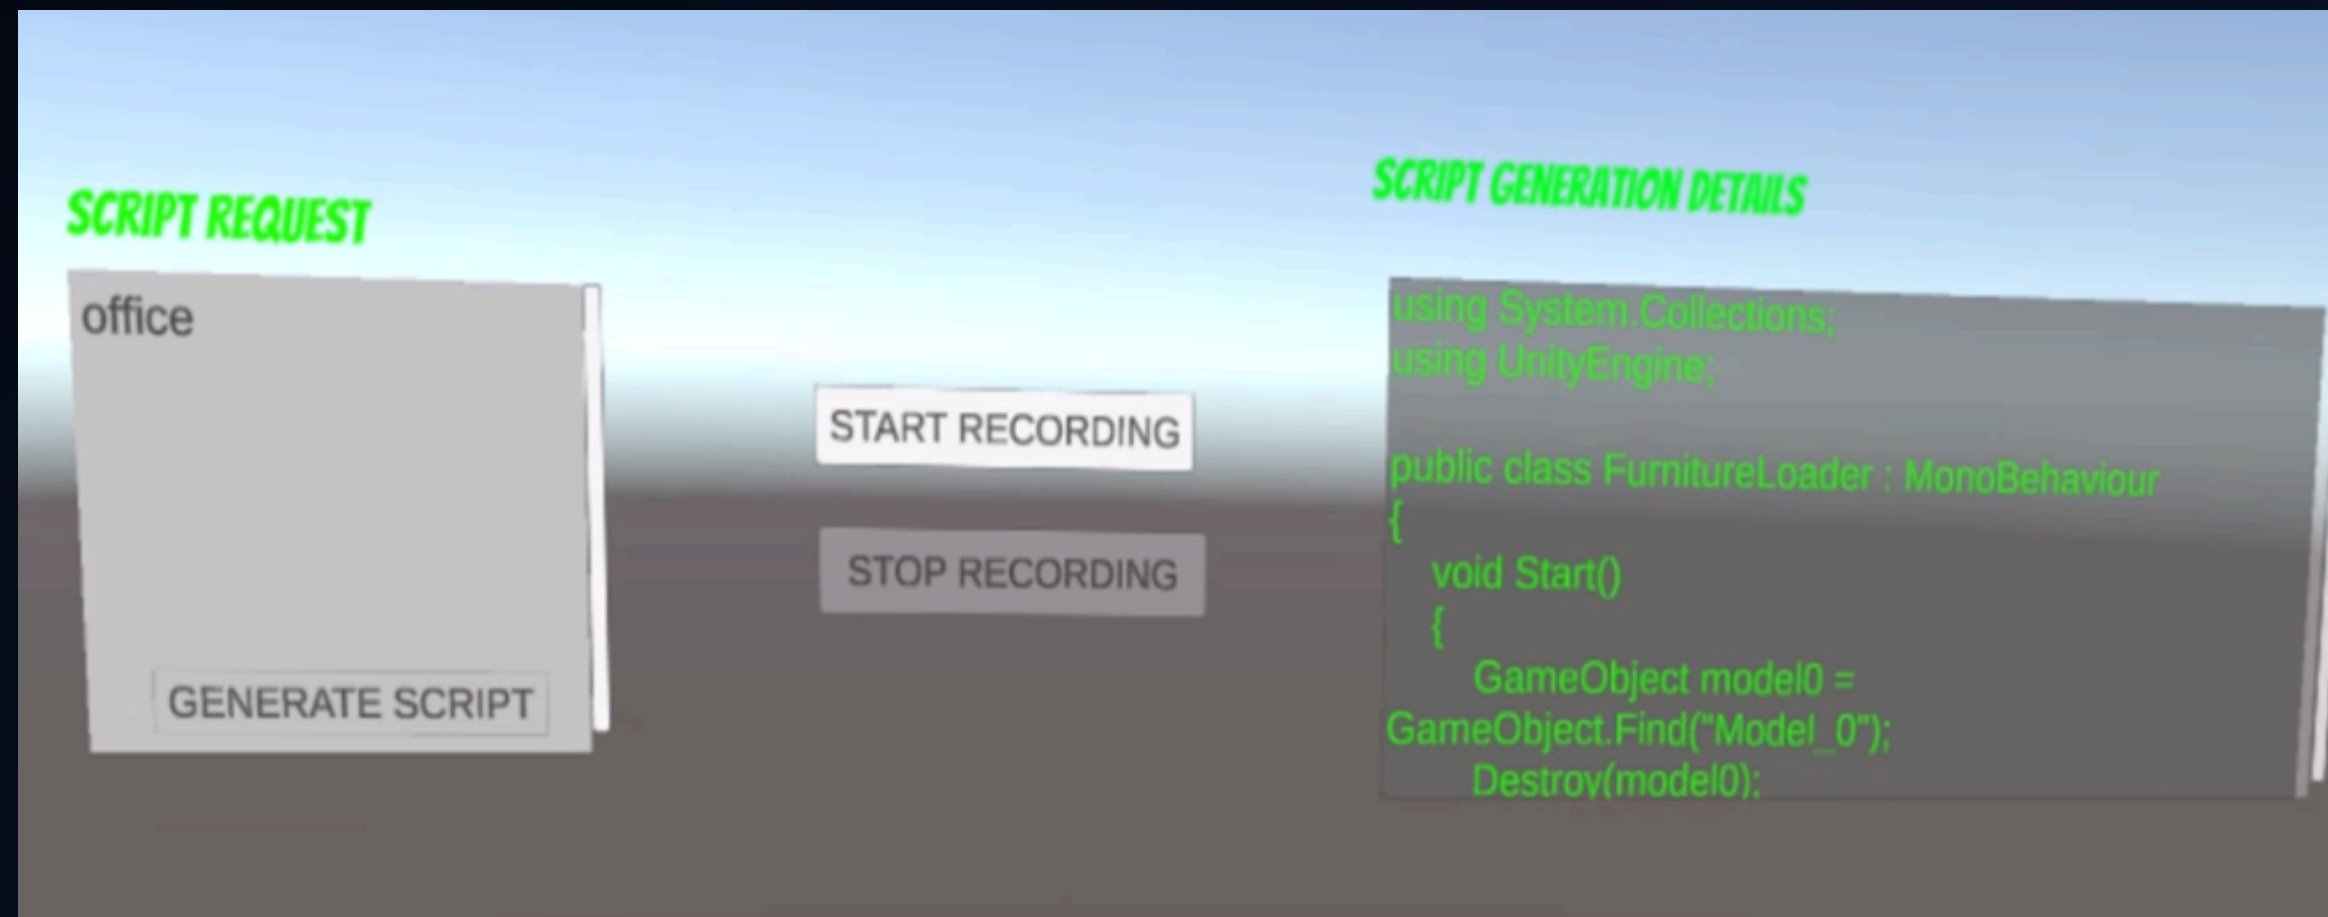 SCRIPT REQUEST
office
GENERATE SCRIPT
START RECORDING
STOP RECORDING
SCRIPT GENERATION DETAILS
using System.Collections;
using UnityEngine;
public class FurnitureLoader : MonoBehaviour
{
void Start()
{
GameObject model0 =
GameObject.Find("Model_0");
Destroy(model0);